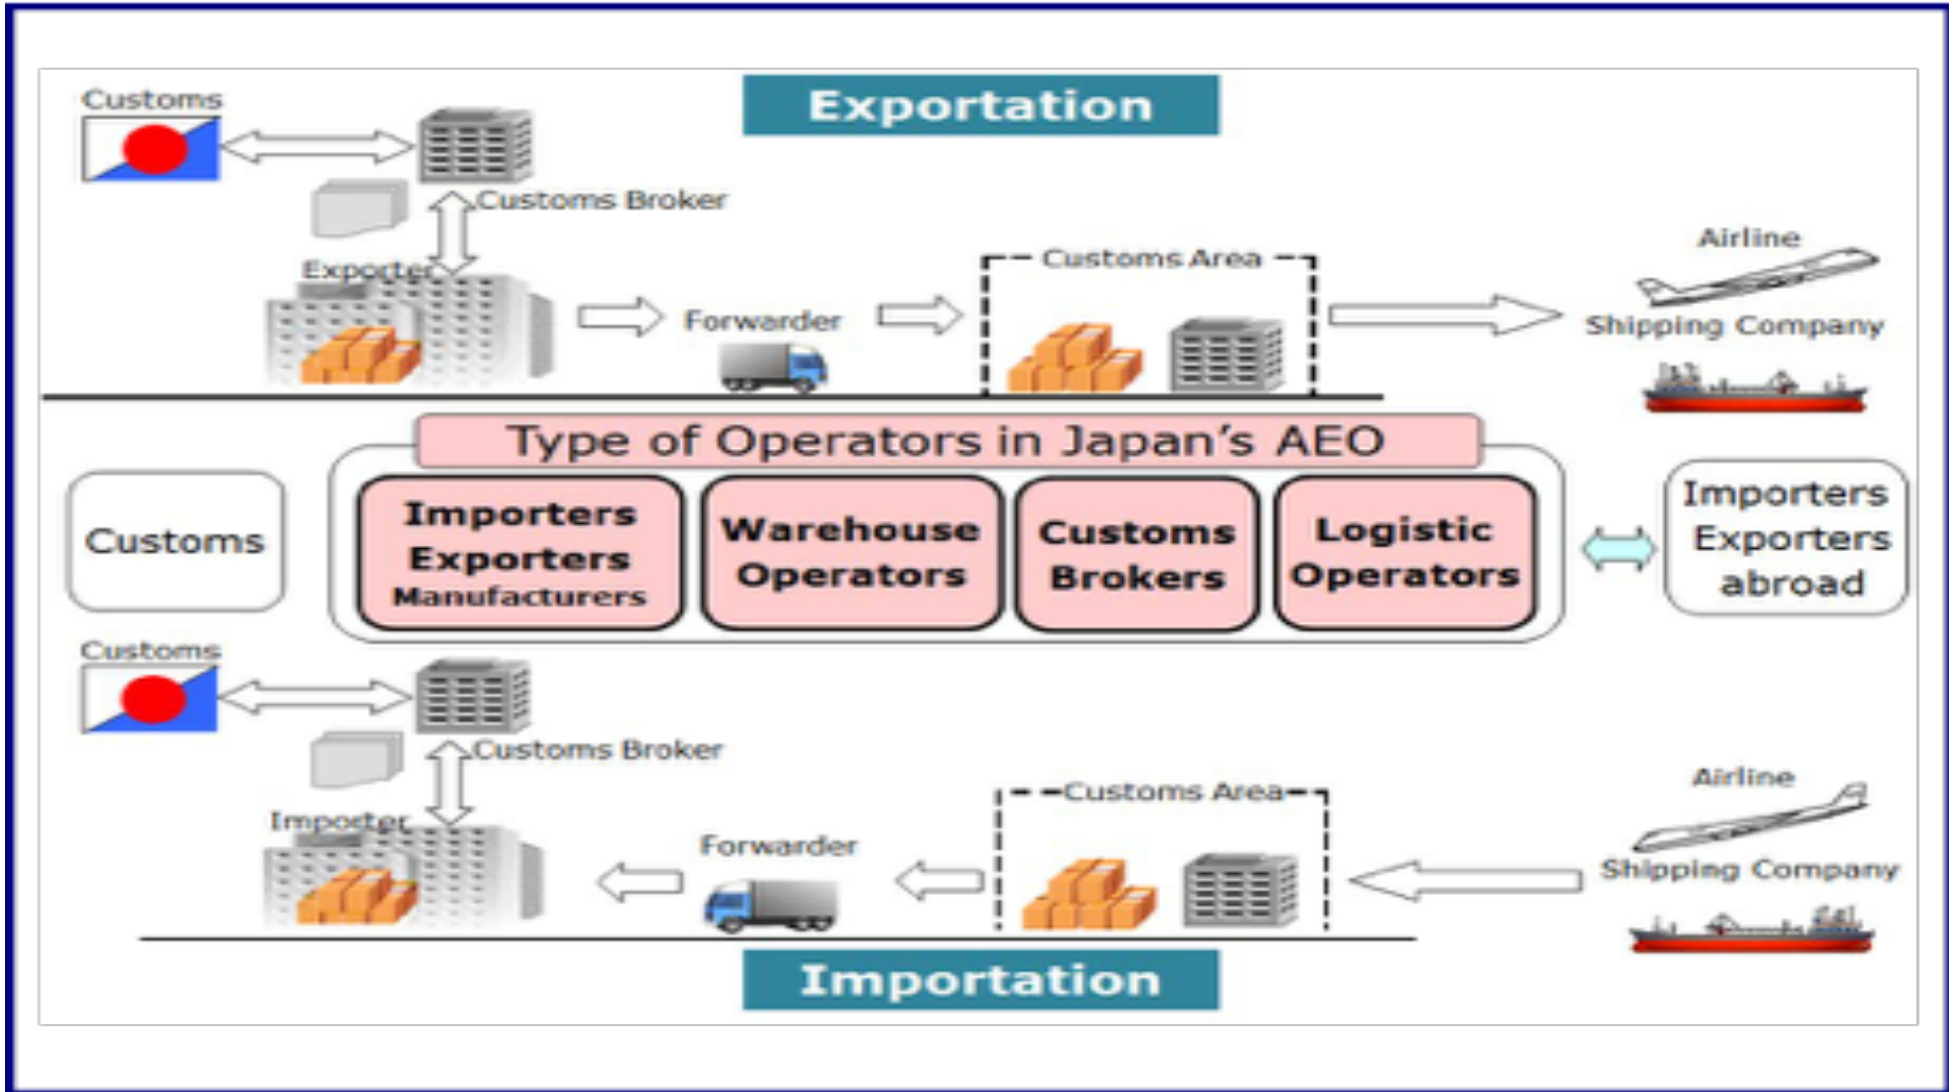 Exportation
Customs
Customs Broker
Exporter
Forwarder
Customs Area
Airline
Shipping Company
Type of Operators in Japan's AEO
Customs
Importers
Exporters
Manufacturers
Warehouse
Operators
Customs
Brokers
Logistic
Operators
Importers
Exporters
abroad
Customs
Customs Broker
Importer
Forwarder
Customs Area
Airline
Shipping Company
Importation